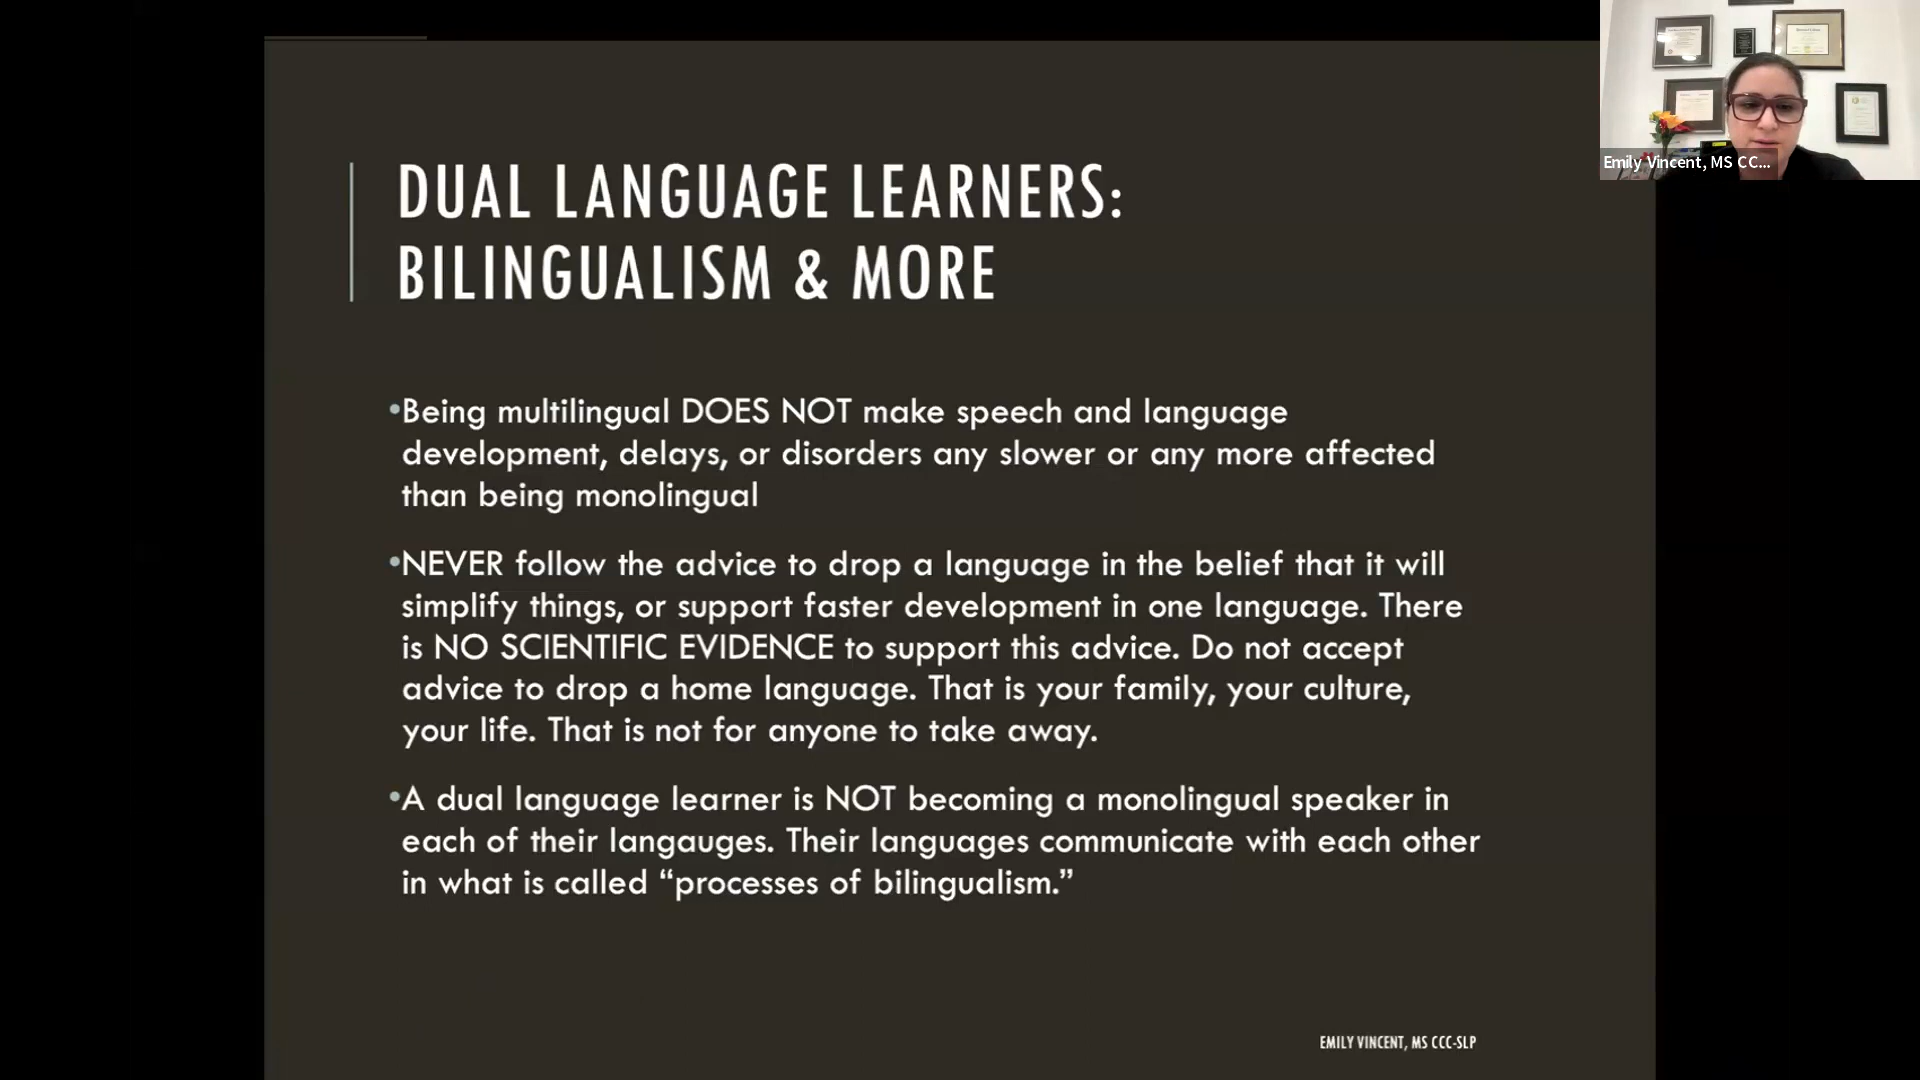 DUAL LANGUAGE LEARNERS:
BILINGUALISM & MORE
•Being multilingual DOES NOT make speech and language
development, delays, or disorders any slower or any more affected
than being monolingual
•NEVER follow the advice to drop a language in the belief that it will
simplify things, or support faster development in one language. There
is NO SCIENTIFIC EVIDENCE to support this advice. Do not accept
advice to drop a home language. That is your family, your culture,
your life. That is not for anyone to take away.
•A dual language learner is NOT becoming a monolingual speaker in
each of their langauges. Their languages communicate with each other
in what is called “processes of bilingualism.”
EMILY VINCENT, MS CCC-SLP
Emily Vincent, MS CC...